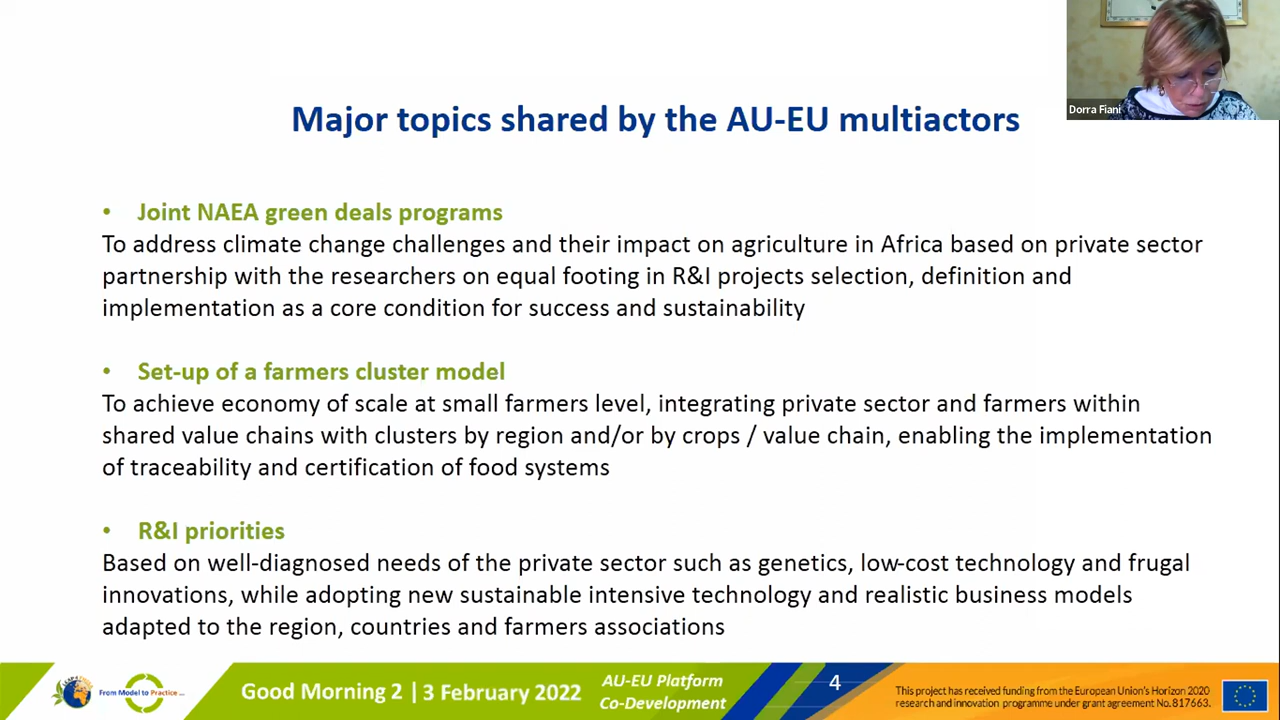 Dorra Fiani
Major topics shared by the AU-EU multiactors
• Joint NAEA green deals programs
To address climate change challenges and their impact on agriculture in Africa based on private sector
partnership with the researchers on equal footing in R&I projects selection, definition and
implementation as a core condition for success and sustainability
• Set-up of a farmers cluster model
To achieve economy of scale at small farmers level, integrating private sector and farmers within
shared value chains with clusters by region and/or by crops / value chain, enabling the implementation
of traceability and certification of food systems
• R&I priorities
Based on well-diagnosed needs of the private sector such as genetics, low-cost technology and frugal
innovations, while adopting new sustainable intensive technology and realistic business models
adapted to the region, countries and farmers associations
From Model to Practice ...
Good Morning 2 | 3 February 2022
AU-EU Platform
Co-Development
4
This project has received funding from the European Union's Horizon 2020
research and innovation programme under grant agreement No. 817663.